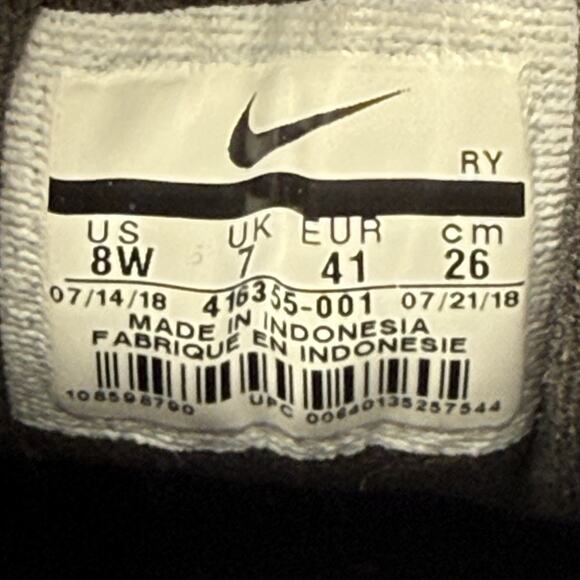 RY
US UK EUR cm
8W 7 41 26
07/14/18 416355-001 07/21/18
MADE IN INDONESIA
FABRIQUE EN INDONESIE
108598790 UPC 00640135257544